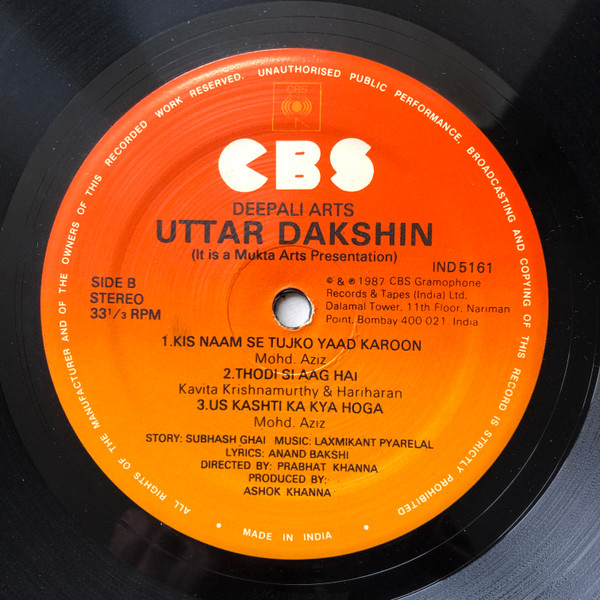 ALL RIGHTS OF THE MANUFACTURER AND OF THE OWNERS OF THIS RECORDED WORK RESERVED. UNAUTHORISED PUBLIC PERFORMANCE, BROADCASTING AND COPYING OF THIS RECORD IS STRICTLY PROHIBITED
CBS
CBS
DEEPALI ARTS
UTTAR DAKSHIN
(It is a Mukta Arts Presentation)
IND 5161
SIDE B
STEREO
33 1/3 RPM
© & ℗ 1987 CBS Gramophone
Records & Tapes (India) Ltd.
Dalamal Tower, 11th Floor, Nariman
Point, Bombay 400 021. India
1.KIS NAAM SE TUJKO YAAD KAROON
Mohd. Aziz
2.THODI SI AAG HAI
Kavita Krishnamurthy & Hariharan
3.US KASHTI KA KYA HOGA
Mohd. Aziz
STORY: SUBHASH GHAI MUSIC: LAXMIKANT PYARELAL
LYRICS: ANAND BAKSHI
DIRECTED BY: PRABHAT KHANNA
PRODUCED BY:
ASHOK KHANNA
• MADE IN INDIA •